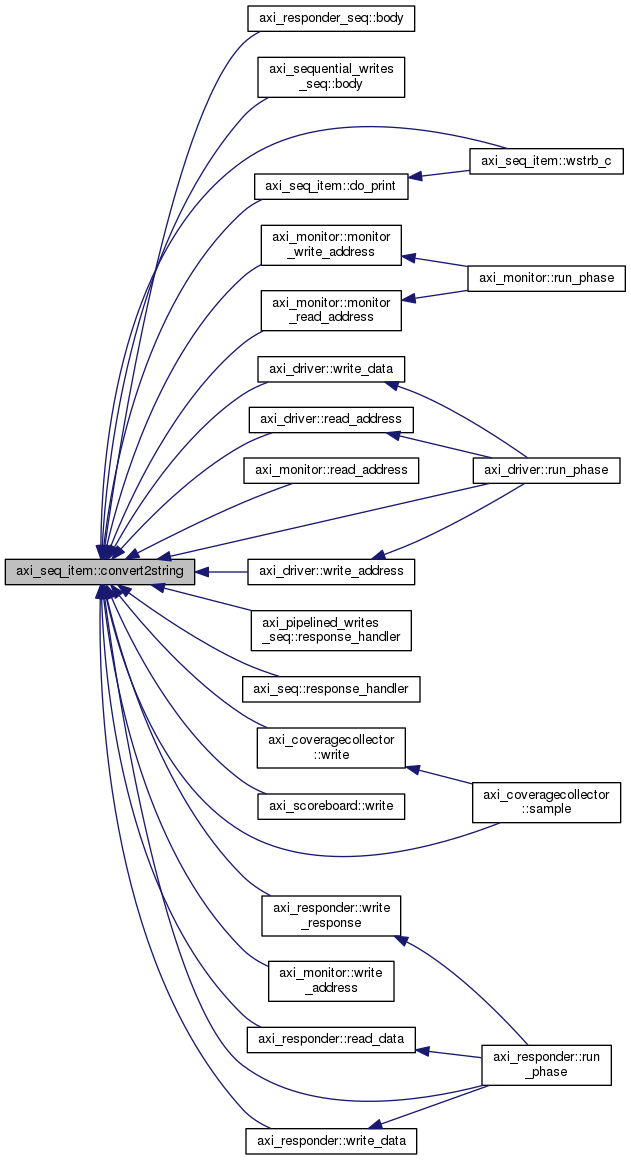 axi_responder_seq::body
axi_sequential_writes
_seq::body
axi_seq_item::wstrb_c
axi_seq_item::do_print
axi_monitor::monitor
_write_address
axi_monitor::run_phase
axi_monitor::monitor
_read_address
axi_driver::write_data
axi_driver::read_address
axi_monitor::read_address
axi_driver::run_phase
axi_seq_item::convert2string
axi_driver::write_address
axi_pipelined_writes
_seq::response_handler
axi_seq::response_handler
axi_coveragecollector
::write
axi_coveragecollector
::sample
axi_scoreboard::write
axi_responder::write
_response
axi_monitor::write
_address
axi_responder::read_data
axi_responder::run
_phase
axi_responder::write_data